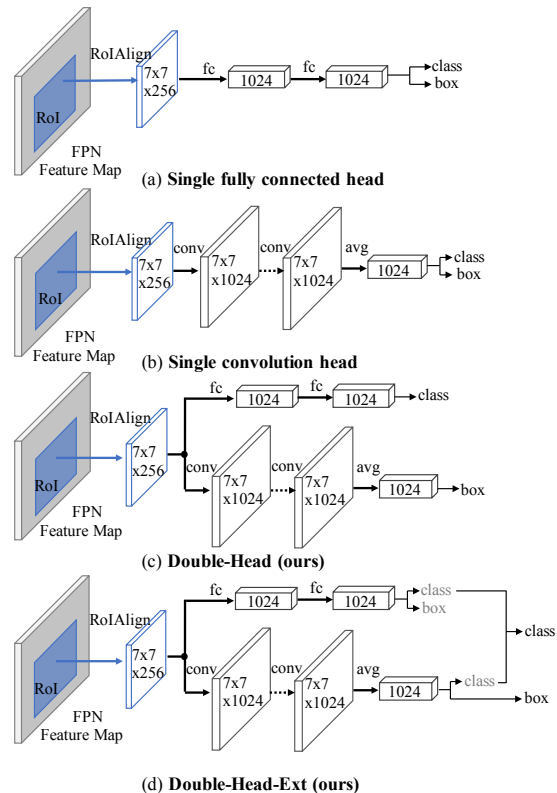 RoIAlign
7x7
x256
fc
1024
fc
1024
class
box
RoI
FPN
Feature Map
(a) Single fully connected head
RoIAlign
7x7
x256
conv
7x7
x1024
conv
7x7
x1024
avg
1024
class
box
RoI
FPN
Feature Map
(b) Single convolution head
RoIAlign
7x7
x256
fc
1024
fc
1024
class
conv
7x7
x1024
conv
7x7
x1024
avg
1024
box
RoI
FPN
Feature Map
(c) Double-Head (ours)
RoIAlign
7x7
x256
fc
1024
fc
1024
class
box
class
conv
7x7
x1024
conv
7x7
x1024
avg
1024
class
box
RoI
FPN
Feature Map
(d) Double-Head-Ext (ours)